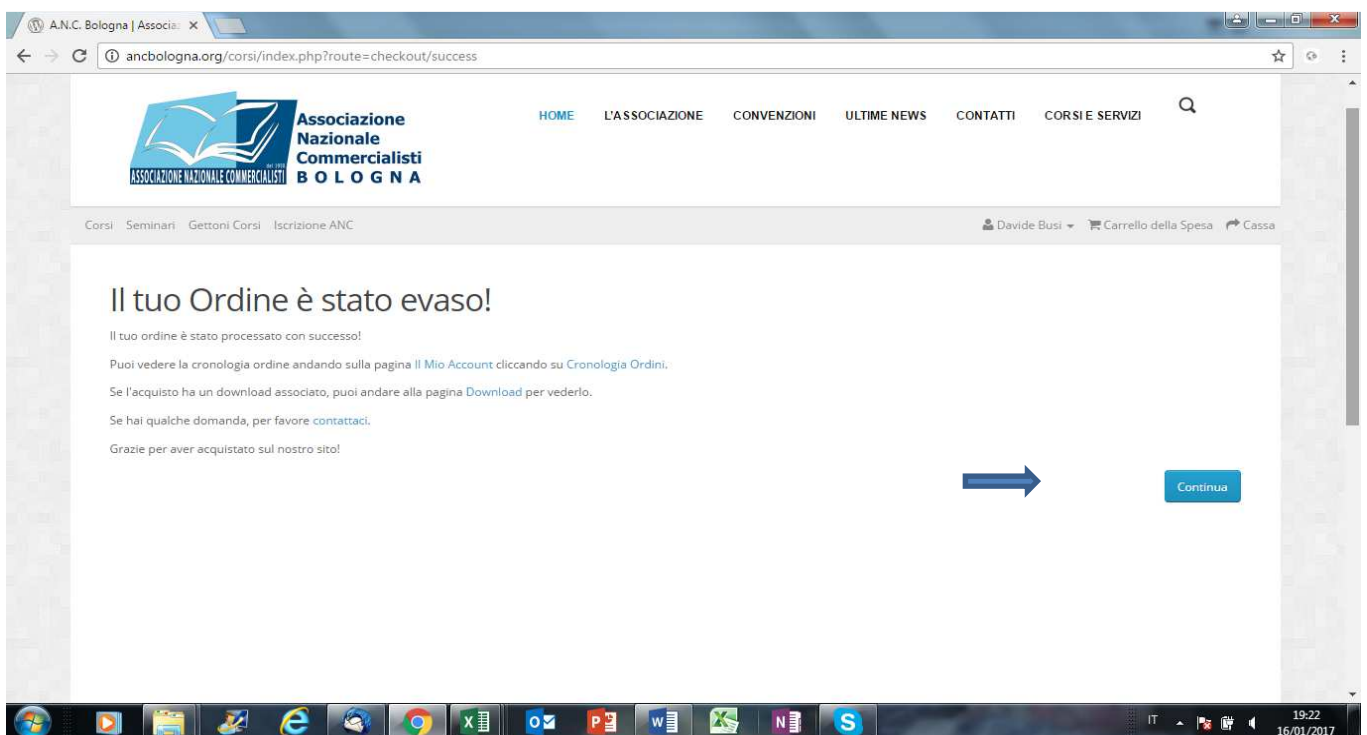 A.N.C. Bologna | Associa
ancbologna.org/corsi/index.php?route=checkout/success
Associazione
Nazionale
Commercialisti
BOLOGNA
ASSOCIAZIONE NAZIONALE COMMERCIALISTI
HOME L'ASSOCIAZIONE CONVENZIONI ULTIME NEWS CONTATTI CORSI E SERVIZI
Corsi Seminari Gettoni Corsi Iscrizione ANC Davide Busi Carrello della Spesa Cassa
Il tuo Ordine è stato evaso!
Il tuo ordine è stato processato con successo!
Puoi vedere la cronologia ordine andando sulla pagina Il Mio Account cliccando su Cronologia Ordini.
Se l'acquisto ha un download associato, puoi andare alla pagina Download per vederlo.
Se hai qualche domanda, per favore contattaci.
Grazie per aver acquistato sul nostro sito!
Continua
IT 19:22
16/01/2017